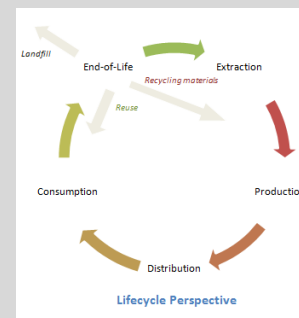 Landfill
End-of-Life
Extraction
Recycling materials
Reuse
Consumption
Productio
Distribution
Lifecycle Perspective